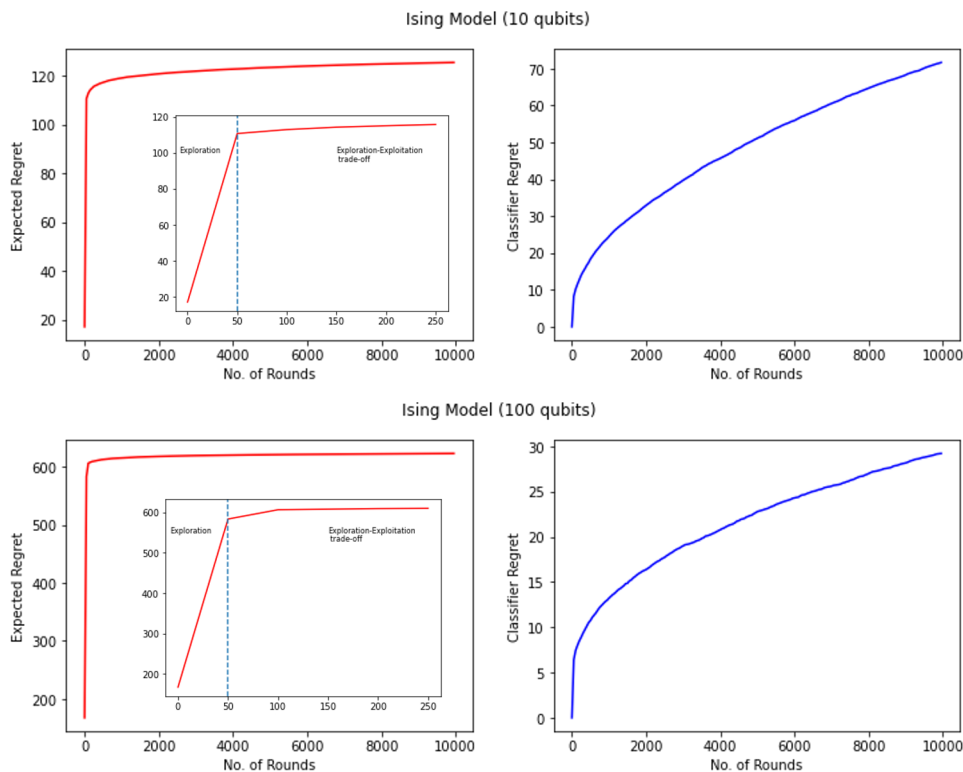 Ising Model (10 qubits)
Expected Regret
120
100
80
60
40
20
0 2000 4000 6000 8000 10000
No. of Rounds
120
100
80
60
40
20
Exploration
Exploration-Exploitation
trade-off
0 50 100 150 200 250
Classifier Regret
70
60
50
40
30
20
10
0
0 2000 4000 6000 8000 10000
No. of Rounds
Ising Model (100 qubits)
Expected Regret
600
500
400
300
200
0 2000 4000 6000 8000 10000
No. of Rounds
600
500
400
300
200
Exploration
Exploration-Exploitation
trade-off
0 50 100 150 200 250
Classifier Regret
30
25
20
15
10
5
0
0 2000 4000 6000 8000 10000
No. of Rounds